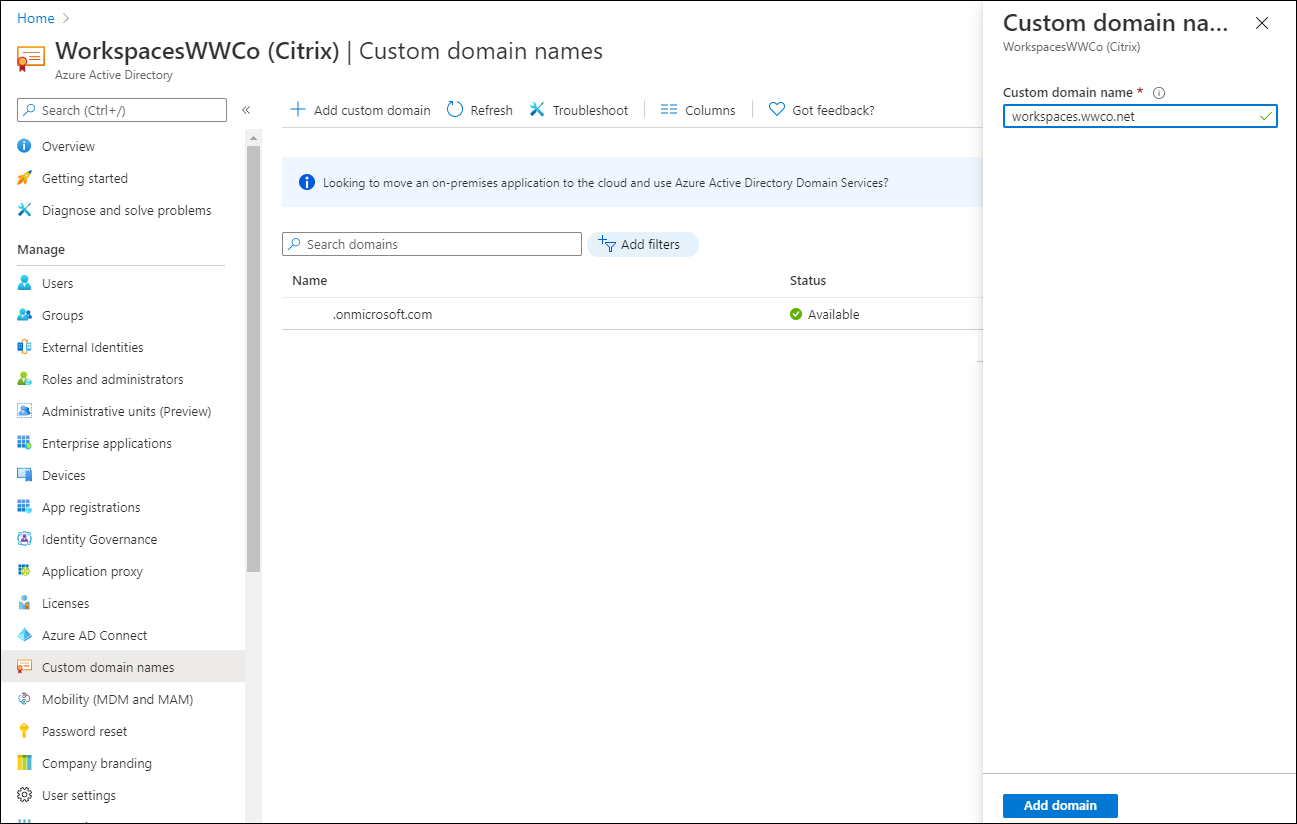 Home
WorkspacesWWCo (Citrix) | Custom domain names
Azure Active Directory
Search (Ctrl+/)
«
Overview
Getting started
Diagnose and solve problems
Manage
Users
Groups
External Identities
Roles and administrators
Administrative units (Preview)
Enterprise applications
Devices
App registrations
Identity Governance
Application proxy
Licenses
Azure AD Connect
Custom domain names
Mobility (MDM and MAM)
Password reset
Company branding
User settings
Add custom domain Refresh Troubleshoot Columns Got feedback?
Looking to move an on-premises application to the cloud and use Azure Active Directory Domain Services?
Search domains Add filters
Name Status
.onmicrosoft.com Available
Custom domain na...
WorkspacesWWCo (Citrix)
Custom domain name *
workspaces.wwco.net
Add domain